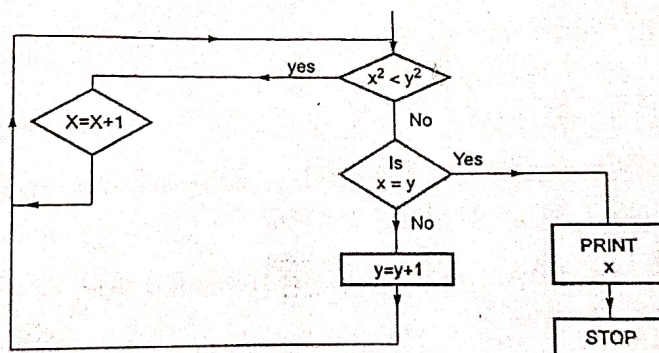 yes
x² < y²
X=X+1
No
Is
x = y
Yes
No
y=y+1
PRINT
x
STOP